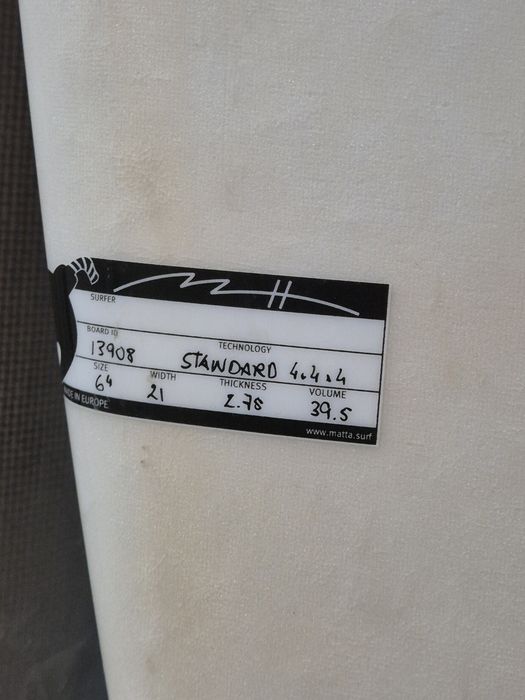 SURFER
BOARD ID TECHNOLOGY
13908 STANDARD 4.4.4
SIZE WIDTH THICKNESS VOLUME
6⁴ 21 2.78 39.5
IN EUROPE
www.matta.surf